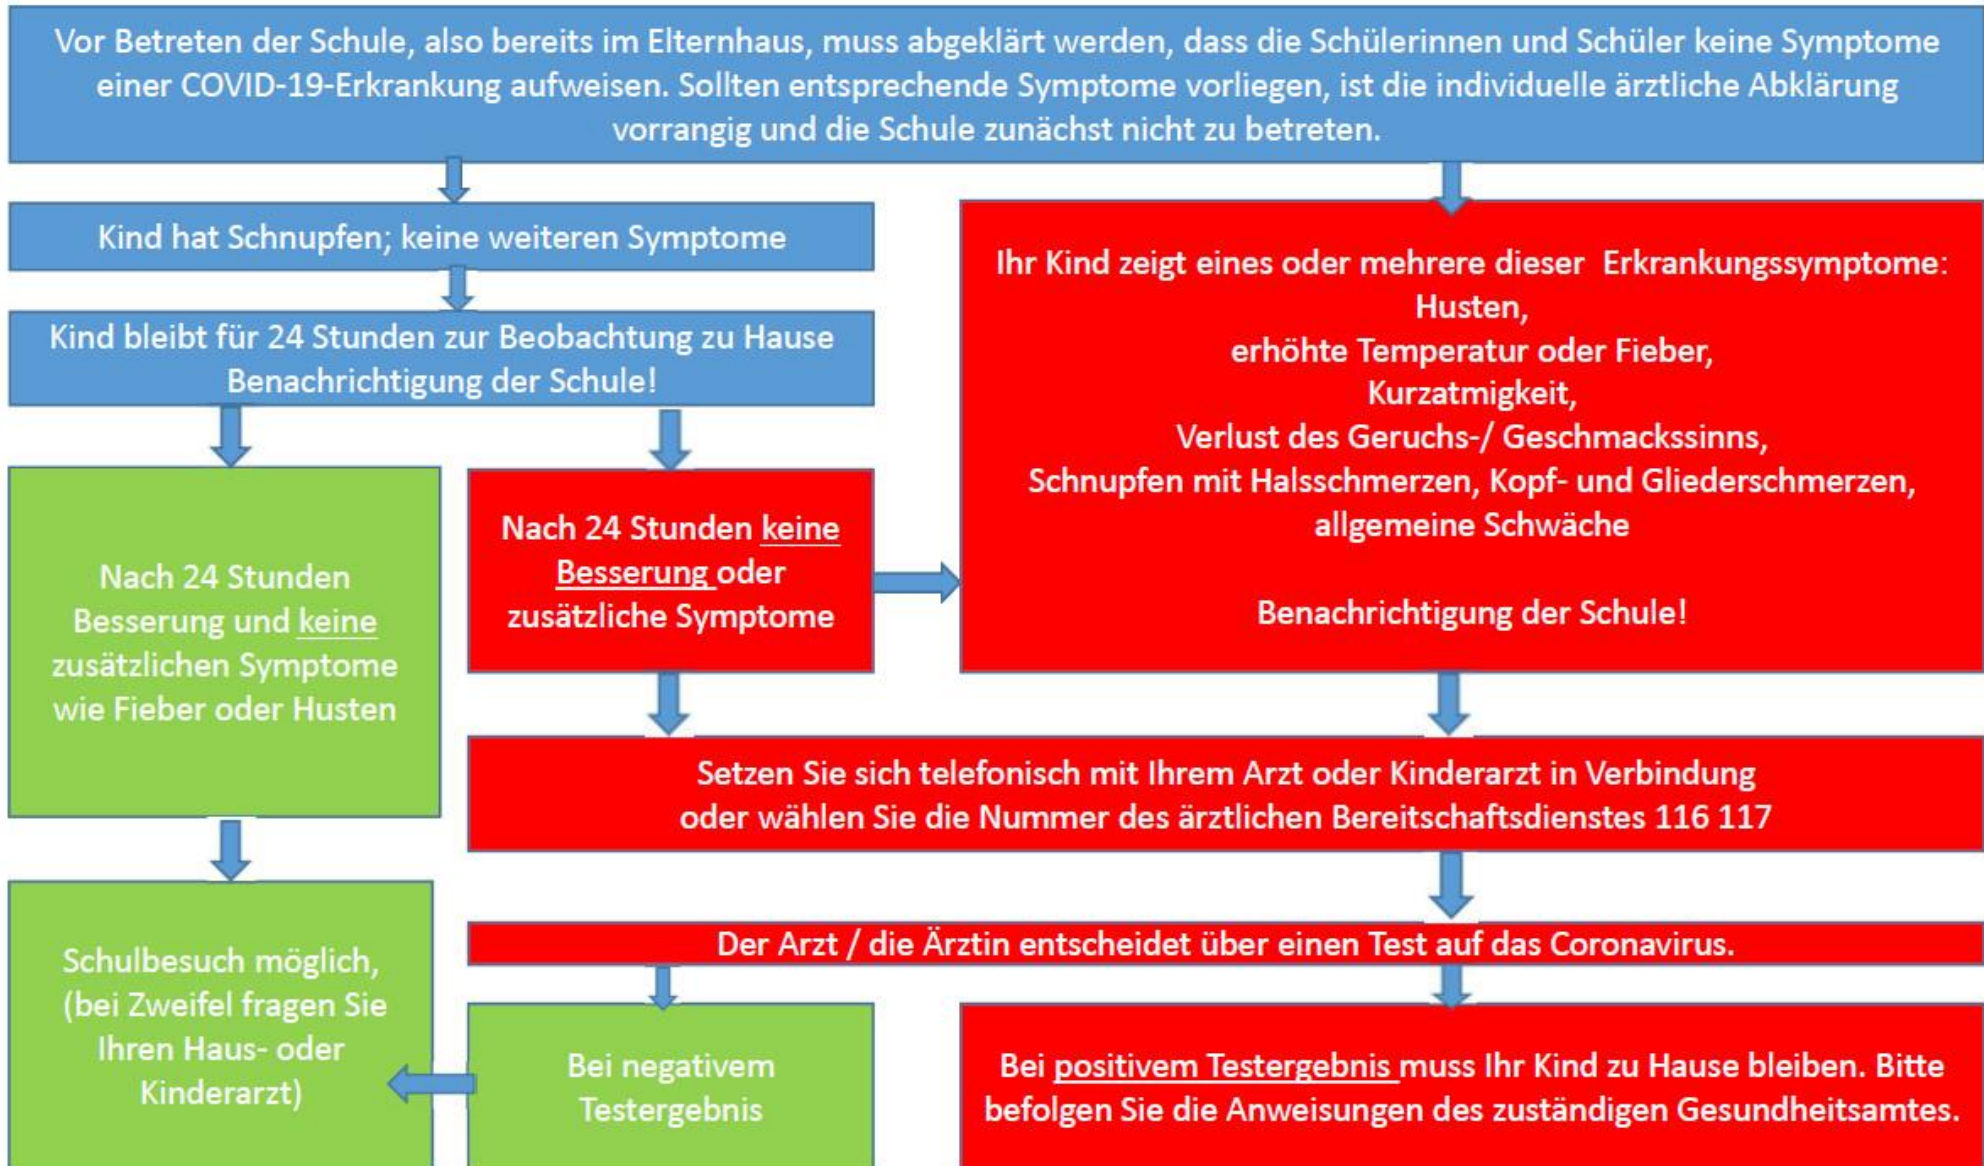 Vor Betreten der Schule, also bereits im Elternhaus, muss abgeklärt werden, dass die Schülerinnen und Schüler keine Symptome
einer COVID-19-Erkrankung aufweisen. Sollten entsprechende Symptome vorliegen, ist die individuelle ärztliche Abklärung
vorrangig und die Schule zunächst nicht zu betreten.
Kind hat Schnupfen; keine weiteren Symptome
Kind bleibt für 24 Stunden zur Beobachtung zu Hause
Benachrichtigung der Schule!
Nach 24 Stunden
Besserung und keine
zusätzlichen Symptome
wie Fieber oder Husten
Nach 24 Stunden keine
Besserung oder
zusätzliche Symptome
Ihr Kind zeigt eines oder mehrere dieser Erkrankungssymptome:
Husten,
erhöhte Temperatur oder Fieber,
Kurzatmigkeit,
Verlust des Geruchs-/ Geschmackssinns,
Schnupfen mit Halsschmerzen, Kopf- und Gliederschmerzen,
allgemeine Schwäche
Benachrichtigung der Schule!
Setzen Sie sich telefonisch mit Ihrem Arzt oder Kinderarzt in Verbindung
oder wählen Sie die Nummer des ärztlichen Bereitschaftsdienstes 116 117
Der Arzt / die Ärztin entscheidet über einen Test auf das Coronavirus.
Schulbesuch möglich,
(bei Zweifel fragen Sie
Ihren Haus- oder
Kinderarzt)
Bei negativem
Testergebnis
Bei positivem Testergebnis muss Ihr Kind zu Hause bleiben. Bitte
befolgen Sie die Anweisungen des zuständigen Gesundheitsamtes.